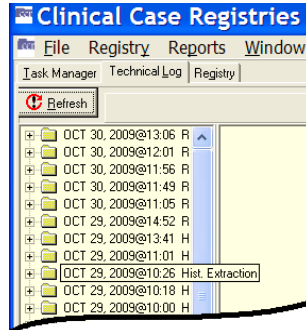 Clinical Case Registries
File Registry Reports Window
Task Manager Technical Log Registry
Refresh
OCT 30, 2009@13:06 R
OCT 30, 2009@12:01 R
OCT 30, 2009@11:56 R
OCT 30, 2009@11:49 R
OCT 30, 2009@11:05 R
OCT 29, 2009@14:52 R
OCT 29, 2009@13:41 H
OCT 29, 2009@11:01 H
OCT 29, 2009@10:26 Hist. Extraction
OCT 29, 2009@10:18 H
OCT 29, 2009@10:00 H